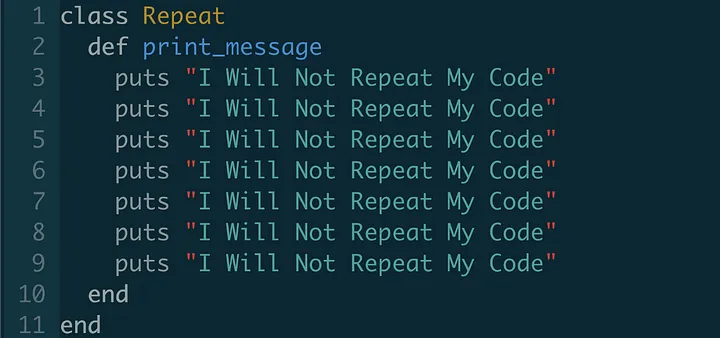 1 class Repeat
2   def print_message
3     puts "I Will Not Repeat My Code"
4     puts "I Will Not Repeat My Code"
5     puts "I Will Not Repeat My Code"
6     puts "I Will Not Repeat My Code"
7     puts "I Will Not Repeat My Code"
8     puts "I Will Not Repeat My Code"
9     puts "I Will Not Repeat My Code"
10   end
11 end